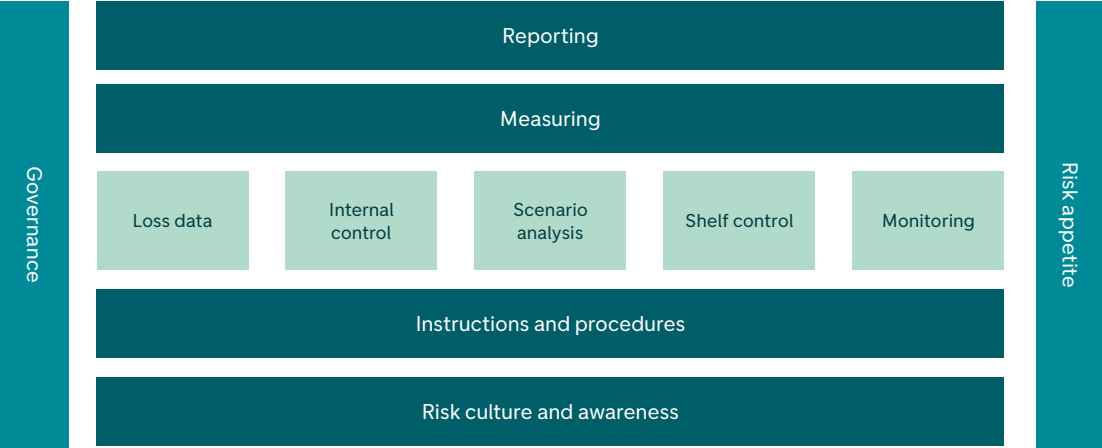 Governance
Reporting
Measuring
Loss data
Internal
control
Scenario
analysis
Shelf control
Monitoring
Instructions and procedures
Risk culture and awareness
Risk appetite